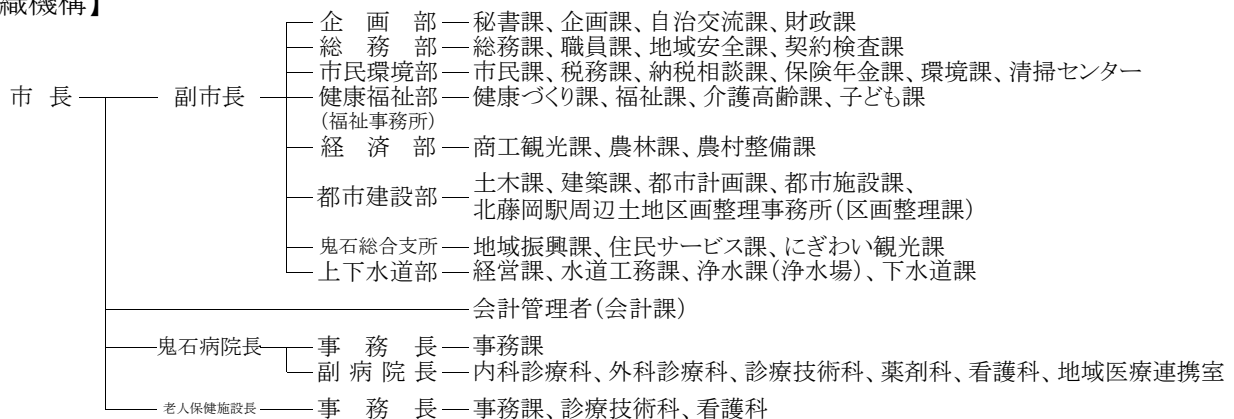 織機構】
企画部 秘書課、企画課、自治交流課、財政課
総務部 総務課、職員課、地域安全課、契約検査課
市民環境部 市民課、税務課、納税相談課、保険年金課、環境課、清掃センター
市長 副市長 健康福祉部 健康づくり課、福祉課、介護高齢課、子ども課
(福祉事務所)
経済部 商工観光課、農林課、農村整備課
都市建設部 土木課、建築課、都市計画課、都市施設課、
北藤岡駅周辺土地区画整理事務所(区画整理課)
鬼石総合支所 地域振興課、住民サービス課、にぎわい観光課
上下水道部 経営課、水道工務課、浄水課(浄水場)、下水道課
会計管理者(会計課)
鬼石病院長 事務長 事務課
副病院長 内科診療科、外科診療科、診療技術科、薬剤科、看護科、地域医療連携室
老人保健施設長 事務長 事務課、診療技術科、看護科